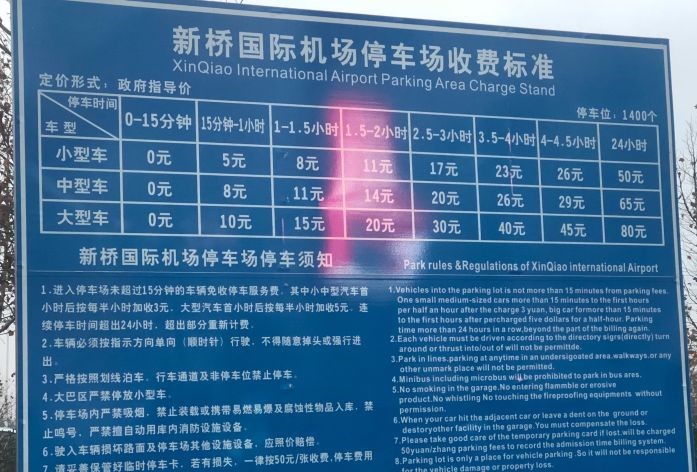 新桥国际机场停车场收费标准
XinQiao International Airport Parking Area Charge Stand
定价形式：政府指导价
停车位：1400个
停车时间 车型 0-15分钟 15分钟-1小时 1-1.5小时 1.5-2小时 2.5-3小时 3.5-4小时 4-4.5小时 24小时
小型车 0元 5元 8元 11元 17元 23元 26元 50元
中型车 0元 8元 11元 14元 20元 26元 29元 65元
大型车 0元 10元 15元 20元 30元 40元 45元 80元
新桥国际机场停车场停车须知
1.进入停车场未超过15分钟的车辆免收停车服务费，其中小中型汽车首
小时后按每半小时加收3元，大型汽车首小时后按每半小时加收5元，连
续停车时间超出24小时，超出部分重新计费。
2.车辆必须按指示方向单向（顺时针）行驶，不得随意掉头或强行进
出。
3.严格按照划线泊车，行车通道及非停车位禁止停车。
4.大巴区严禁停放小型车。
5.停车场内严禁吸烟，禁止装载或携带易燃易爆及腐蚀性物品入库，禁
止鸣号，严禁擅自动用库内消防设施设备。
6.驶入车辆损坏路面及停车场其他设施设备，应照价赔偿。
7.请妥善保管好临时停车卡，若有损失，一律按50元/张收费，停车费用
Park rules &Regulations of XinQiao international Airport
1.Vehicles into the parking lot is not more than 15 minutes from parking fees.
One small medium-sized cars more than 15 minutes to the first hours
per half an hour after the charge 3 yuan, big car formore than 15 minutes
to the first hours after percharged five dollars for a half-hour. Parking
time more than 24 hours in a row,beyond the part of the billing again.
2.Each vehicle must be driven according to the directory signs(directly) turn
around or thrust into/out of will not be permittde.
3.Park in lines.parking at anytime in an undersigoated area.walkways.or any
other unmark place will not be permitted.
4.Minibus including microbus will be prohibited to park in bus ares.
5.No smoking in the garage.No entering flammble or erosive
product.No whistling No touching the fireproofing equipments without
permission.
6.When your car hit the adjacent car or leave a dent on the ground or
destoryother facility in the garage.You must compensate the loss.
7.Please take good care of the temporary parking card if lost.will be charged
50yuan/zhang parking fees to record the admission time billing system.
8.Parking lot is only a place for vehicle parking .So it will not be responsible
for the vehicle damage or property loss.